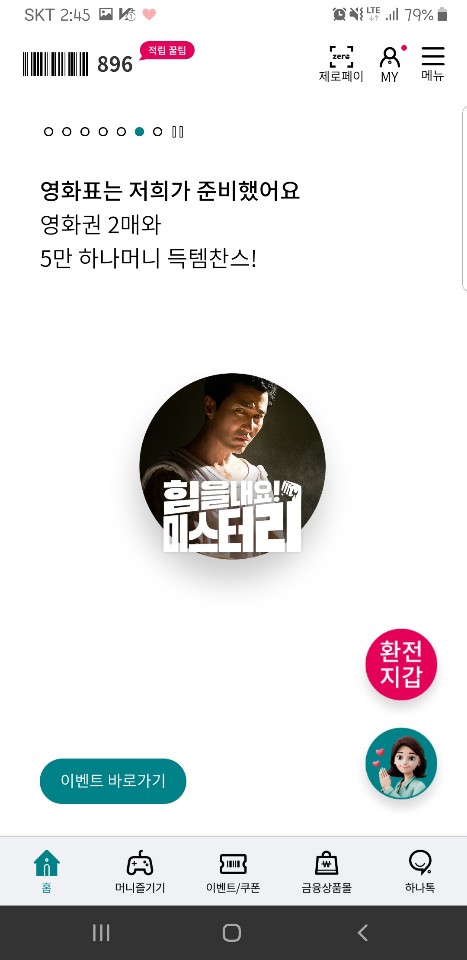 SKT 2:45
LTE
79%
적립 꿀팁
896
zero
제로페이
MY
메뉴
영화표는 저희가 준비했어요
영화권 2매와
5만 하나머니 득템찬스!
힘을내요!
미스터리
환전
지갑
이벤트 바로가기
홈
머니즐기기
이벤트/쿠폰
금융상품몰
하나톡